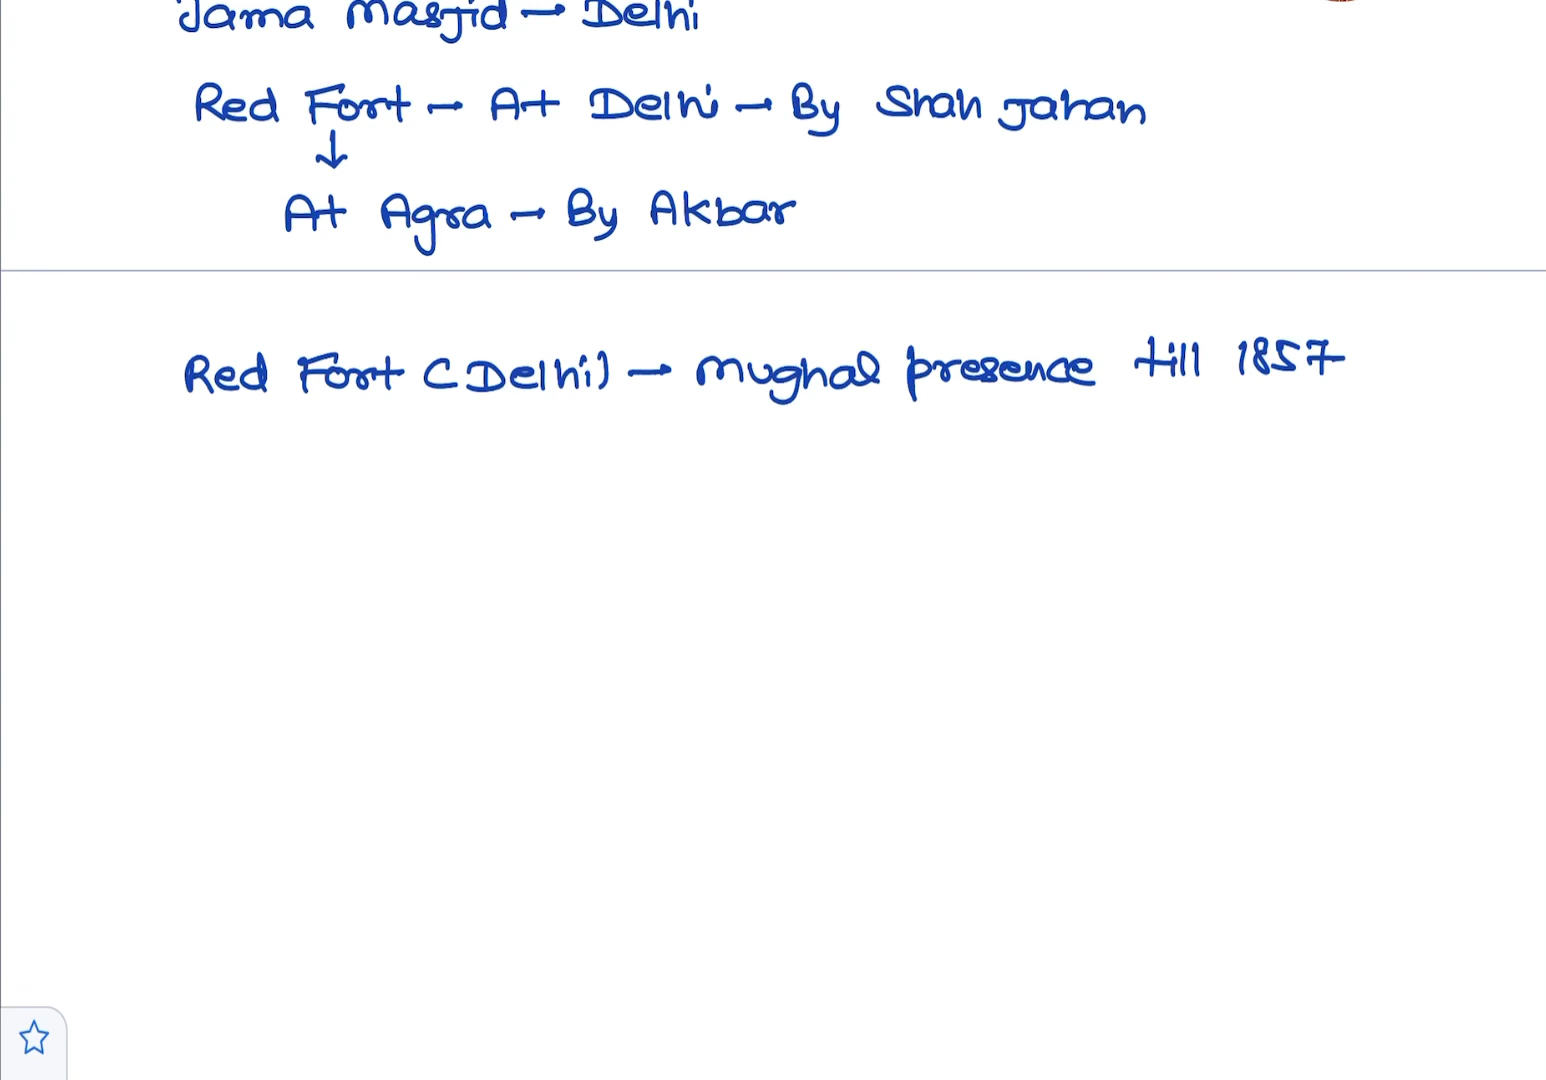 Jama Masjid → Delhi
Red Fort → At Delhi → By Shah Jahan
↓
At Agra → By Akbar
Red Fort (Delhi) → Mughal presence till 1857